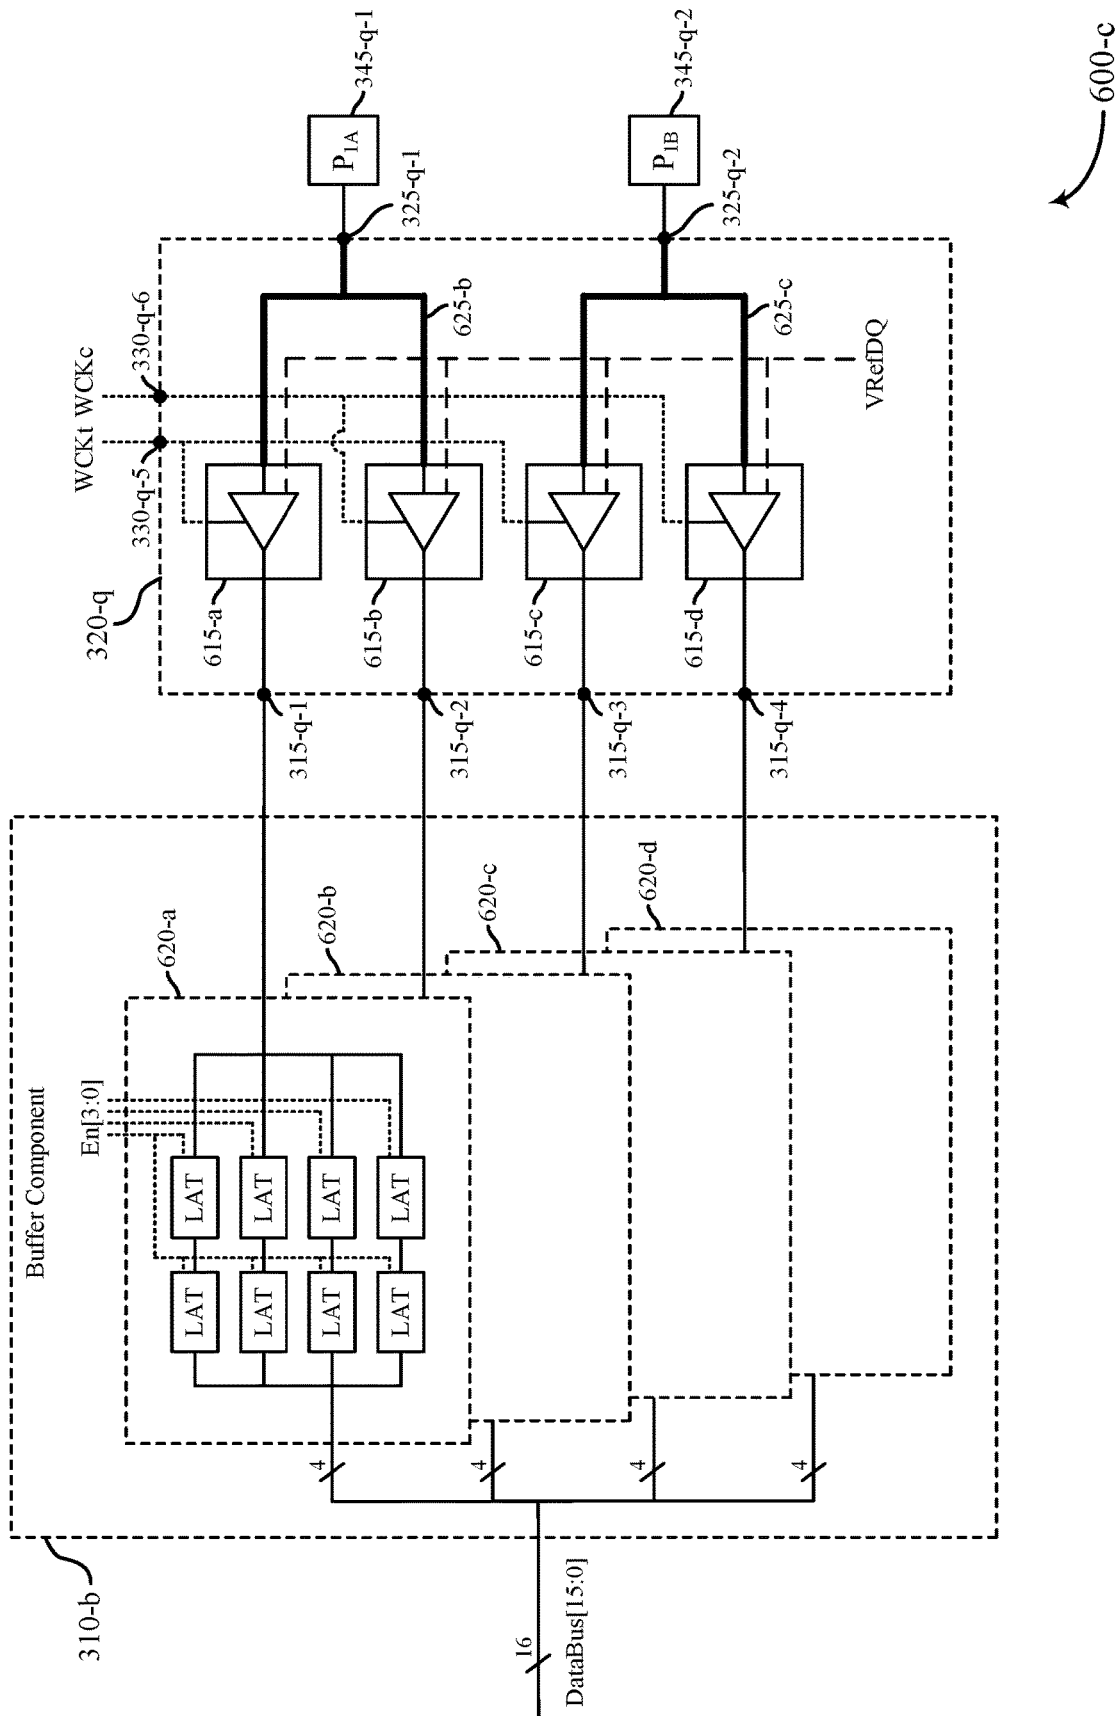 600-c
310-b
Buffer Component
En[3:0]
620-a
620-b
620-c
620-d
LAT
LAT
LAT
LAT
LAT
LAT
LAT
LAT
4
4
4
4
16
DataBus[15:0]
320-q
330-q-5
330-q-6
WCKt
WCKc
615-a
615-b
615-c
615-d
315-q-1
315-q-2
315-q-3
315-q-4
625-b
625-c
VRefDQ
325-q-1
325-q-2
P1A
P1B
345-q-1
345-q-2